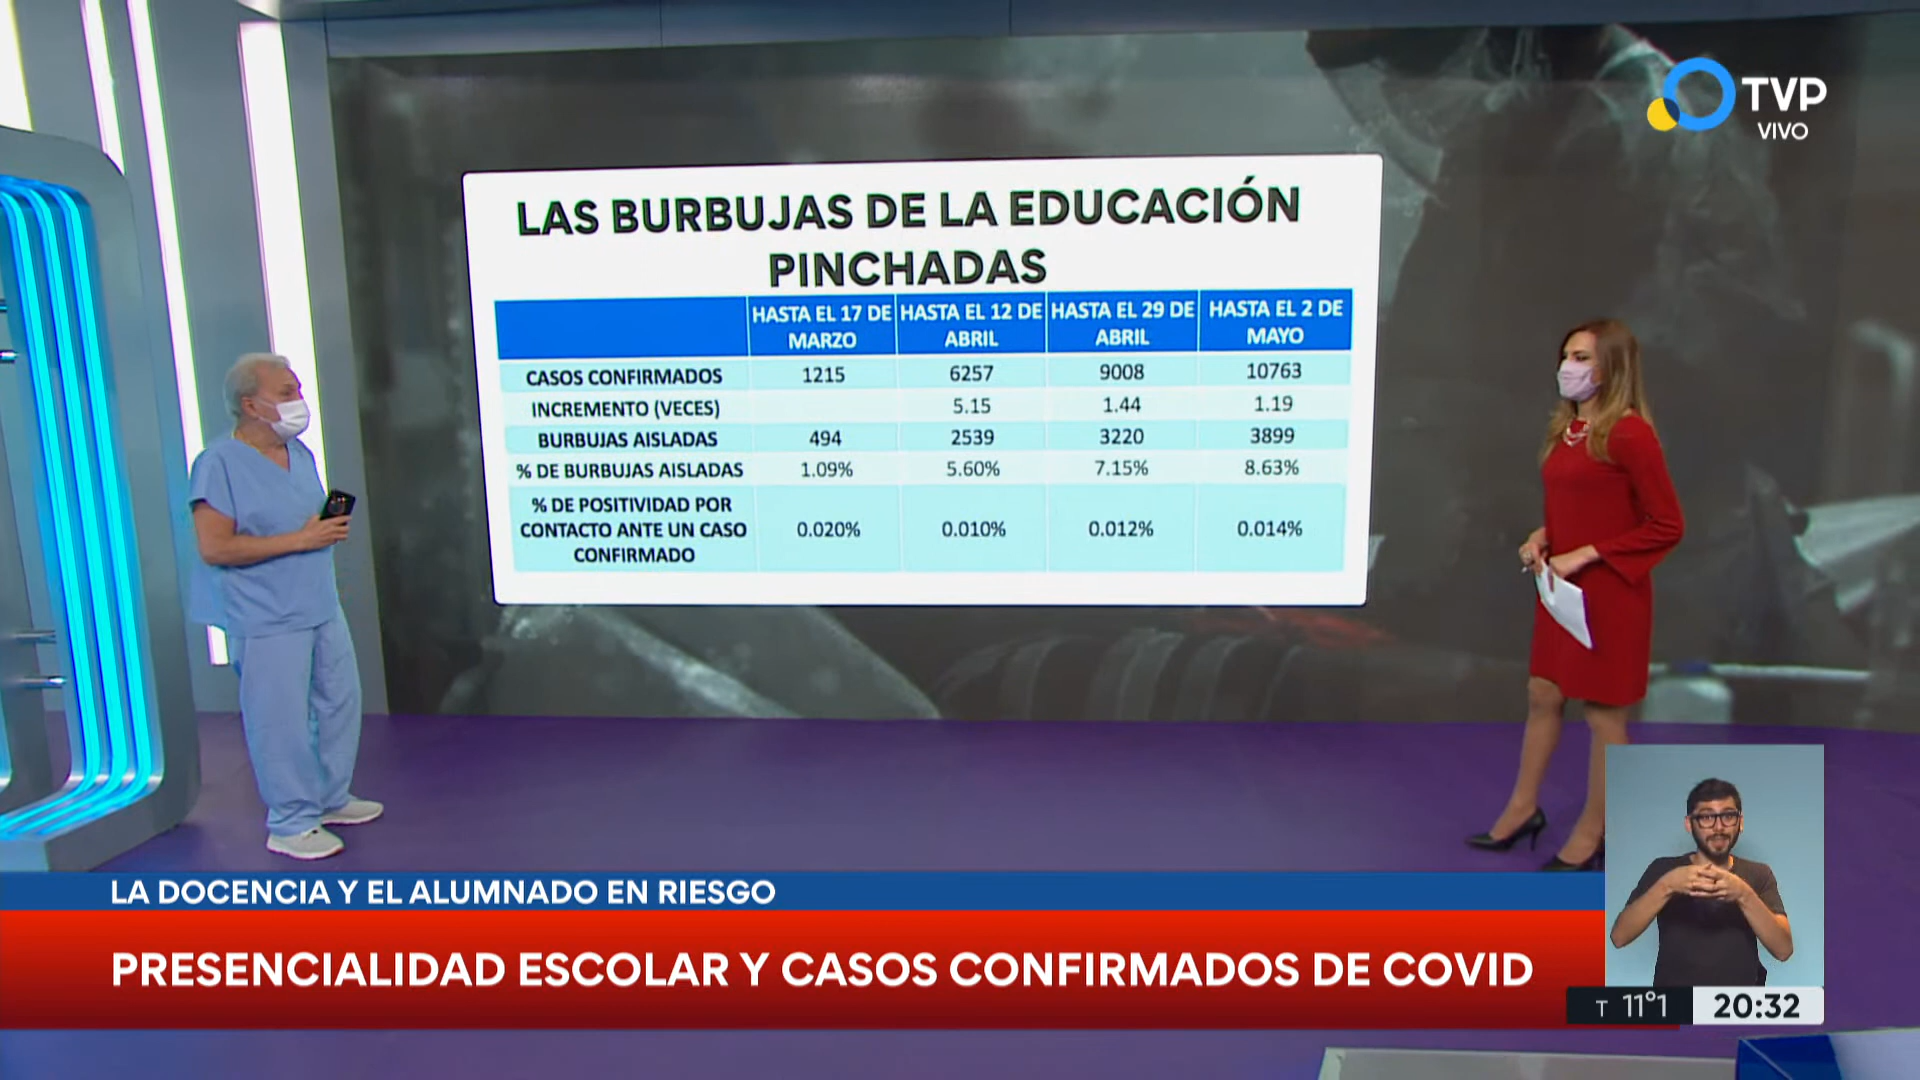 TVP
VIVO
LAS BURBUJAS DE LA EDUCACIÓN
PINCHADAS
HASTA EL 17 DE MARZO HASTA EL 12 DE ABRIL HASTA EL 29 DE ABRIL HASTA EL 2 DE MAYO
CASOS CONFIRMADOS 1215 6257 9008 10763
INCREMENTO (VECES) 5.15 1.44 1.19
BURBUJAS AISLADAS 494 2539 3220 3899
% DE BURBUJAS AISLADAS 1.09% 5.60% 7.15% 8.63%
% DE POSITIVIDAD POR
CONTACTO ANTE UN CASO 0.020% 0.010% 0.012% 0.014%
CONFIRMADO
LA DOCENCIA Y EL ALUMNADO EN RIESGO
PRESENCIALIDAD ESCOLAR Y CASOS CONFIRMADOS DE COVID
T 11°1 20:32